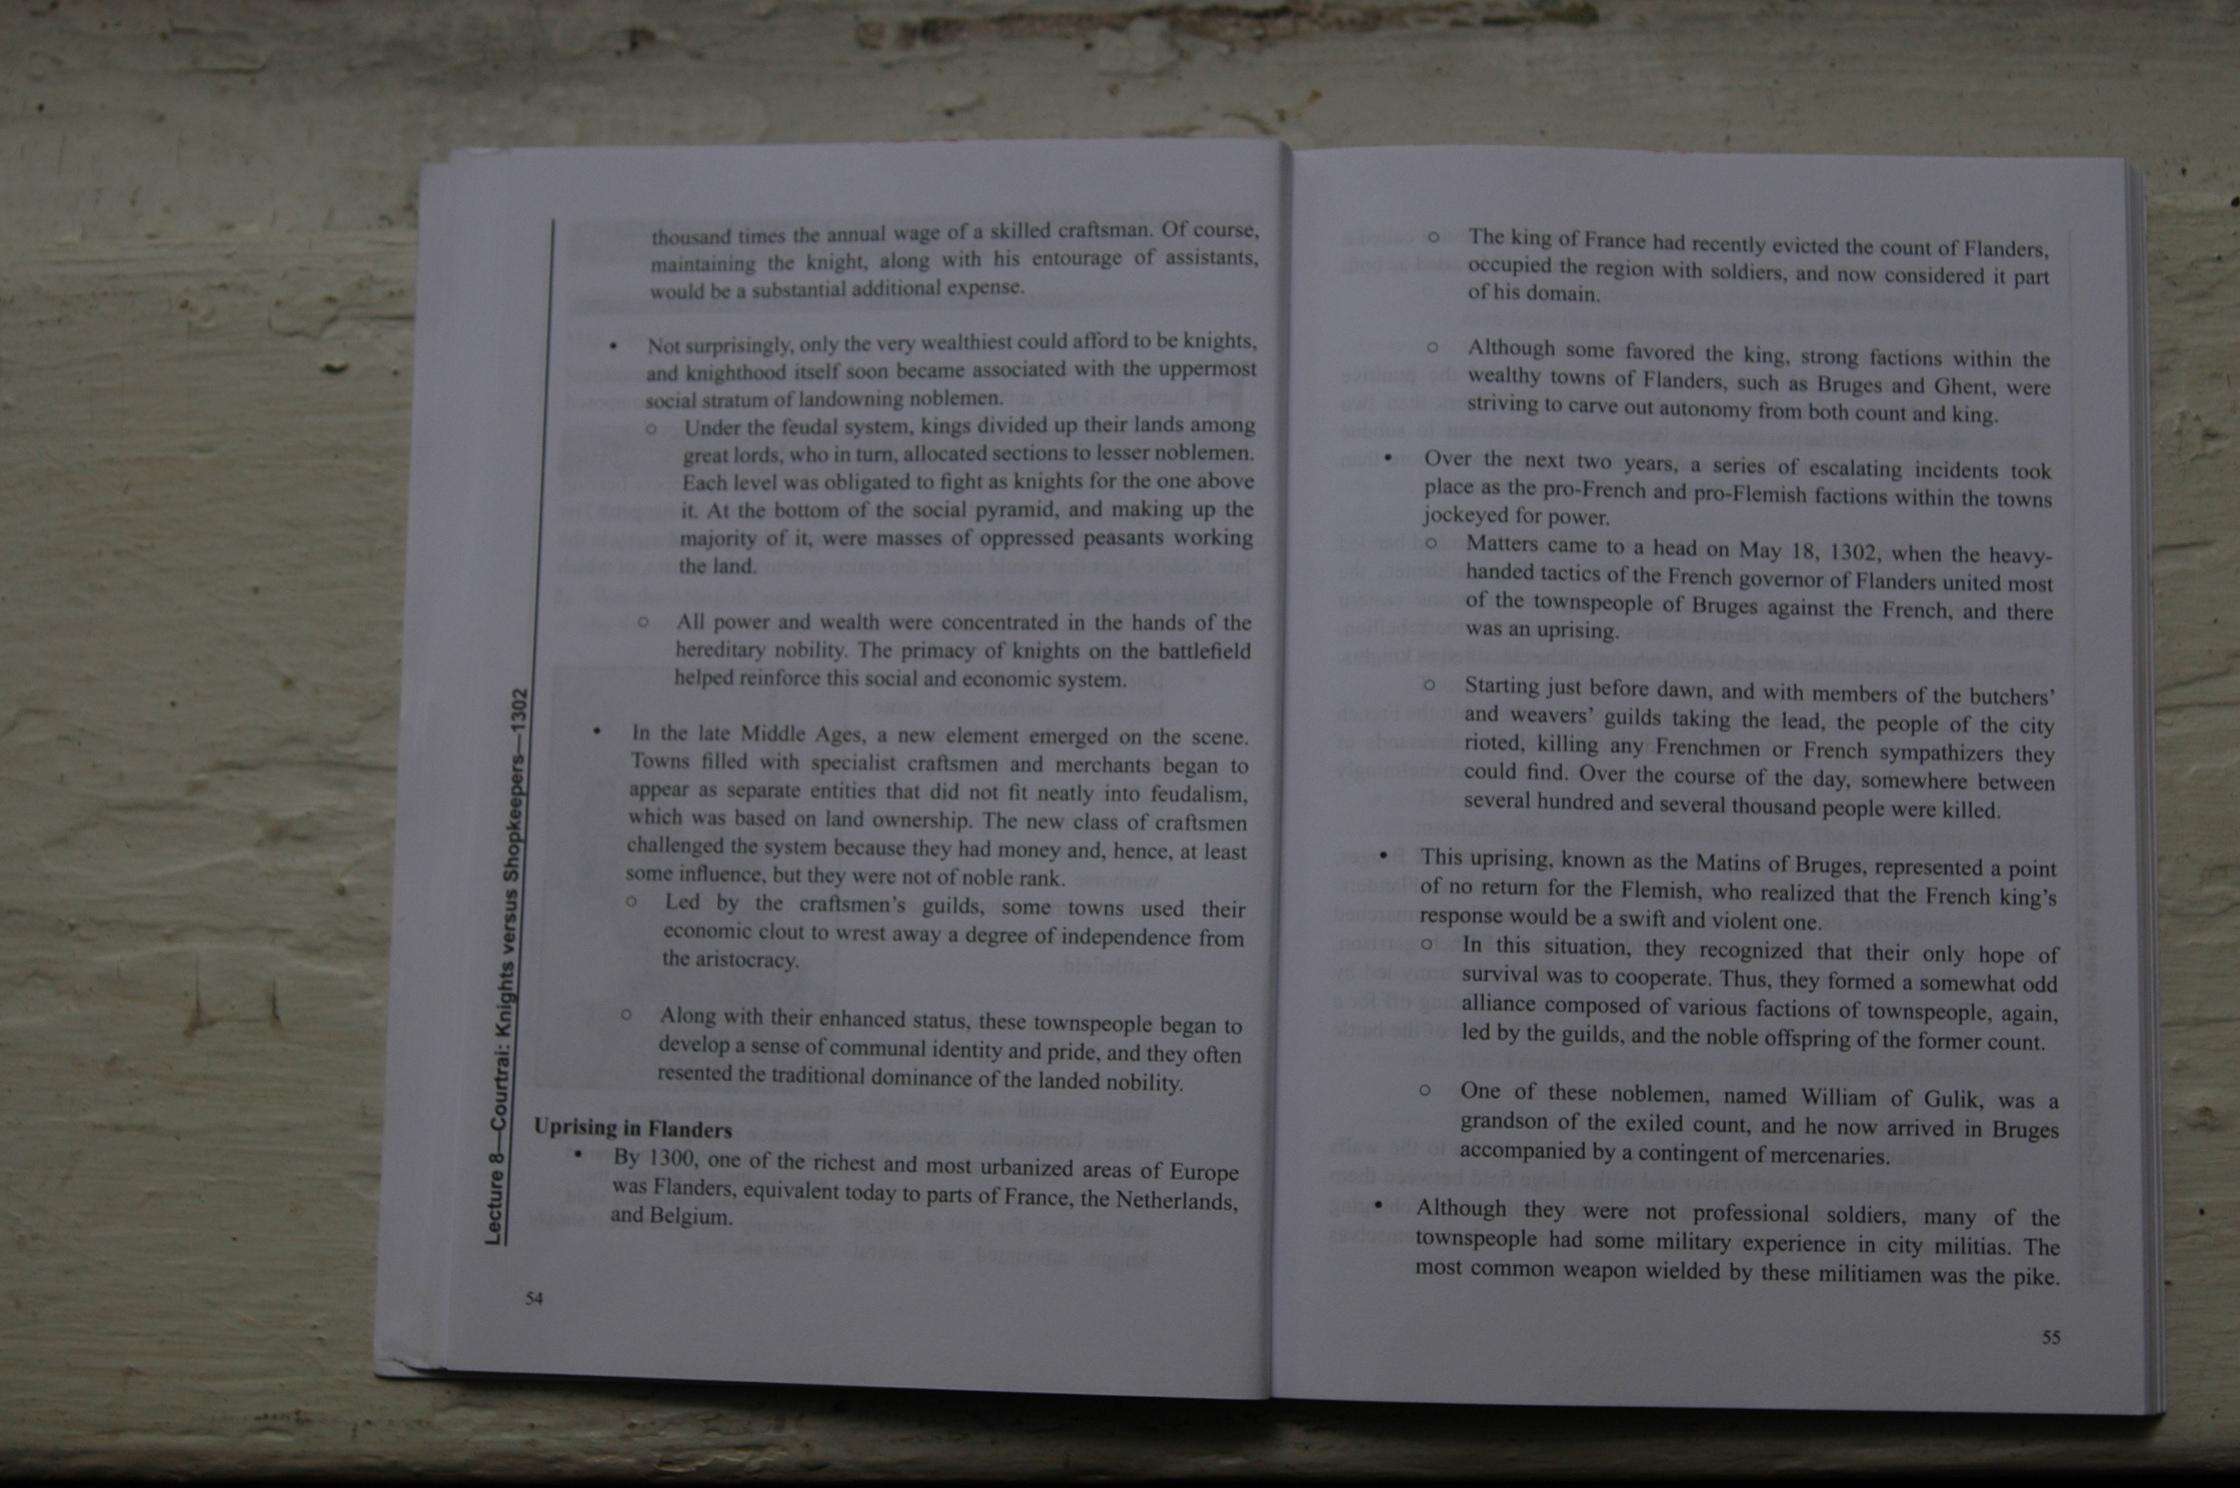 Lecture 8—Courtrai: Knights versus Shopkeepers—1302
thousand times the annual wage of a skilled craftsman. Of course,
maintaining the knight, along with his entourage of assistants,
would be a substantial additional expense.
• Not surprisingly, only the very wealthiest could afford to be knights,
and knighthood itself soon became associated with the uppermost
social stratum of landowning noblemen.
o Under the feudal system, kings divided up their lands among
great lords, who in turn, allocated sections to lesser noblemen.
Each level was obligated to fight as knights for the one above
it. At the bottom of the social pyramid, and making up the
majority of it, were masses of oppressed peasants working
the land.
o All power and wealth were concentrated in the hands of the
hereditary nobility. The primacy of knights on the battlefield
helped reinforce this social and economic system.
• In the late Middle Ages, a new element emerged on the scene.
Towns filled with specialist craftsmen and merchants began to
appear as separate entities that did not fit neatly into feudalism,
which was based on land ownership. The new class of craftsmen
challenged the system because they had money and, hence, at least
some influence, but they were not of noble rank.
o Led by the craftsmen's guilds, some towns used their
economic clout to wrest away a degree of independence from
the aristocracy.
o Along with their enhanced status, these townspeople began to
develop a sense of communal identity and pride, and they often
resented the traditional dominance of the landed nobility.
Uprising in Flanders
• By 1300, one of the richest and most urbanized areas of Europe
was Flanders, equivalent today to parts of France, the Netherlands,
and Belgium.
54
o The king of France had recently evicted the count of Flanders,
occupied the region with soldiers, and now considered it part
of his domain.
o Although some favored the king, strong factions within the
wealthy towns of Flanders, such as Bruges and Ghent, were
striving to carve out autonomy from both count and king.
• Over the next two years, a series of escalating incidents took
place as the pro-French and pro-Flemish factions within the towns
jockeyed for power.
o Matters came to a head on May 18, 1302, when the heavy-
handed tactics of the French governor of Flanders united most
of the townspeople of Bruges against the French, and there
was an uprising.
o Starting just before dawn, and with members of the butchers'
and weavers' guilds taking the lead, the people of the city
rioted, killing any Frenchmen or French sympathizers they
could find. Over the course of the day, somewhere between
several hundred and several thousand people were killed.
• This uprising, known as the Matins of Bruges, represented a point
of no return for the Flemish, who realized that the French king's
response would be a swift and violent one.
o In this situation, they recognized that their only hope of
survival was to cooperate. Thus, they formed a somewhat odd
alliance composed of various factions of townspeople, again,
led by the guilds, and the noble offspring of the former count.
o One of these noblemen, named William of Gulik, was a
grandson of the exiled count, and he now arrived in Bruges
accompanied by a contingent of mercenaries.
• Although they were not professional soldiers, many of the
townspeople had some military experience in city militias. The
most common weapon wielded by these militiamen was the pike.
55